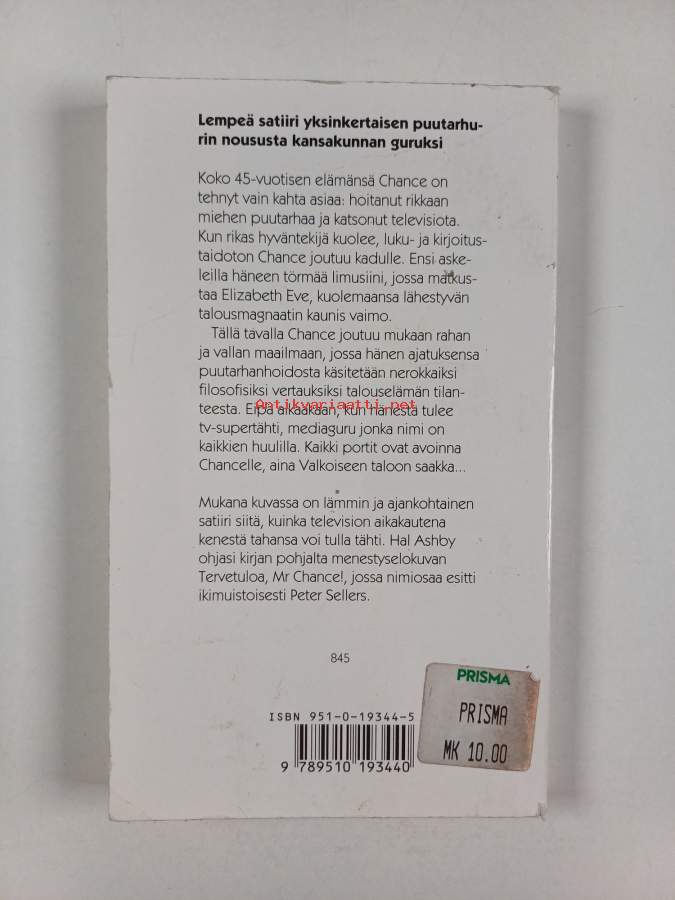 Lempeä satiiri yksinkertaisen puutarhu-
rin noususta kansakunnan guruksi
Koko 45-vuotisen elämänsä Chance on
tehnyt vain kahta asiaa: hoitanut rikkaan
miehen puutarhaa ja katsonut televisiota.
Kun rikas hyväntekijä kuolee, luku- ja kirjoitus-
taidoton Chance joutuu kadulle. Ensi aske-
leilla häneen törmää limusiini, jossa matkus-
taa Elizabeth Eve, kuolemaansa lähestyvän
talousmagnaatin kaunis vaimo.
Tällä tavalla Chance joutuu mukaan rahan
ja vallan maailmaan, jossa hänen ajatuksensa
puutarhanhoidosta käsitetään nerokkaiksi
filosofisiksi vertauksiksi talouselämän tilan-
teesta. Eipä aikaakaan, kun hänestä tulee
Antikvariaatti.net
tv-supertähti, mediaguru jonka nimi on
kaikkien huulilla. Kaikki portit ovat avoinna
Chancelle, aina Valkoiseen taloon saakka...
Mukana kuvassa on lämmin ja ajankohtainen
satiiri siitä, kuinka television aikakautena
kenestä tahansa voi tulla tähti. Hal Ashby
ohjasi kirjan pohjalta menestyselokuvan
Tervetuloa, Mr Chance!, jossa nimiosaa esitti
ikimuistoisesti Peter Sellers.
845
ISBN 951-0-19344-5
9 789510 193440
PRISMA
PRISMA
MK 10.00